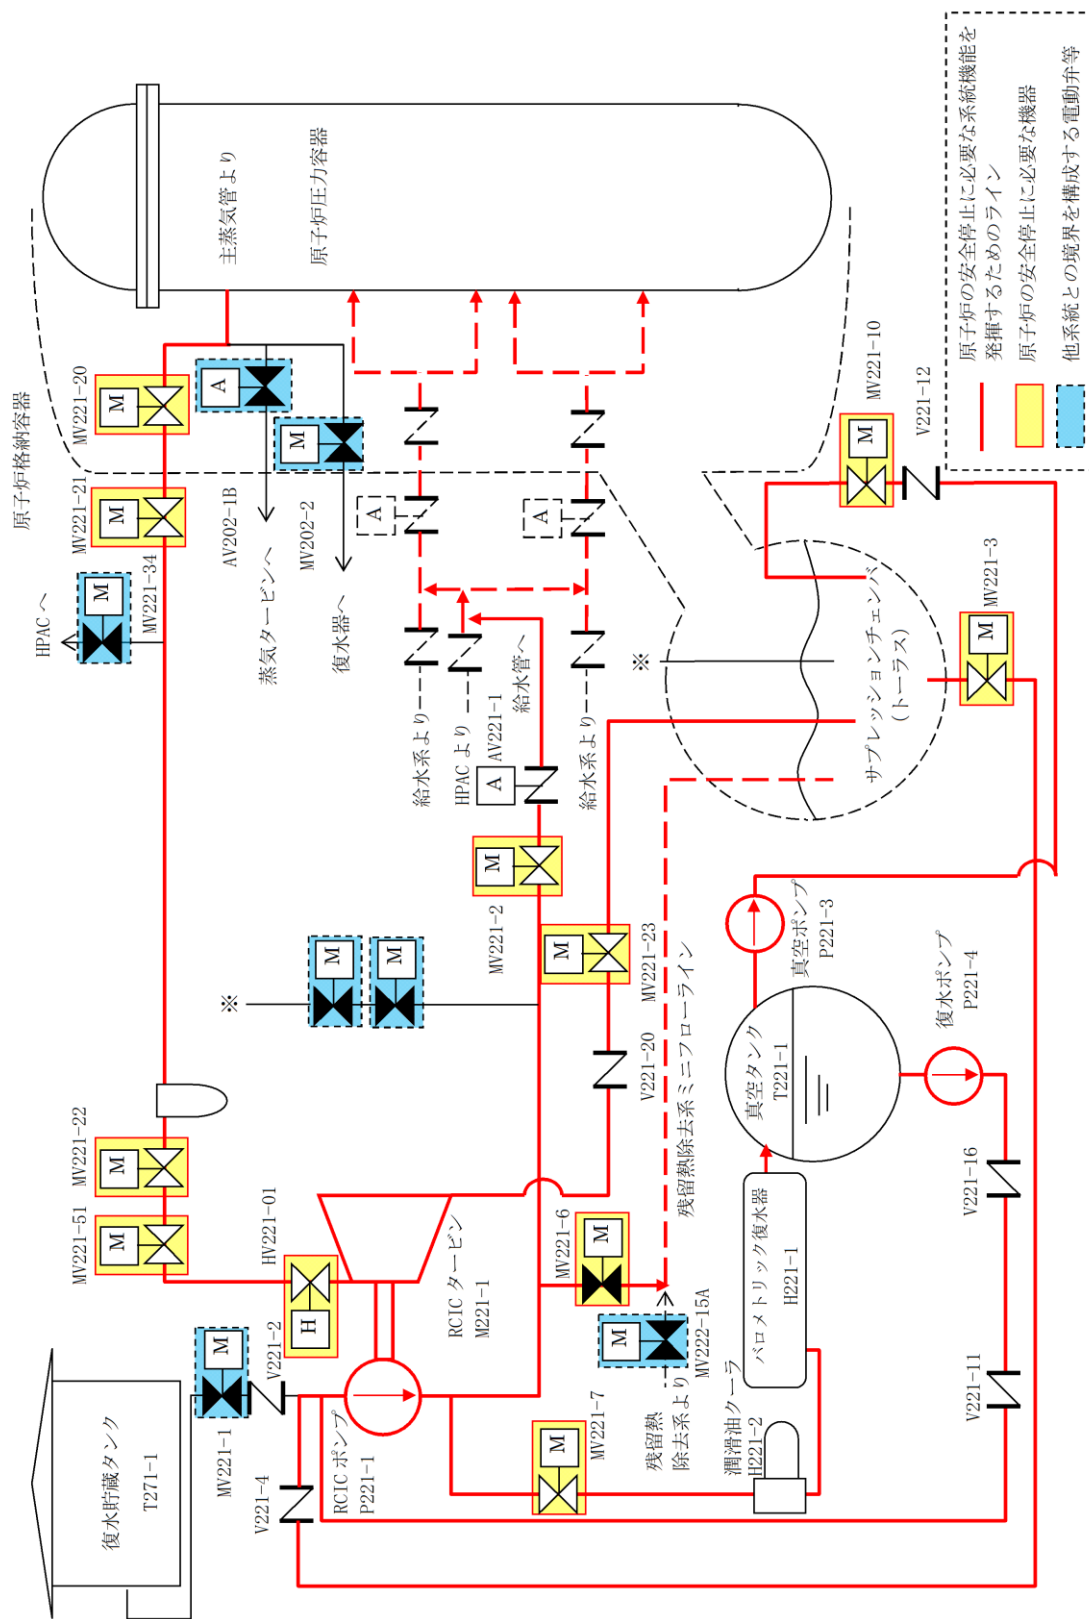 原子炉格納容器
MV221-20
MV221-21
MV221-34
HPACへ
MV221-22
MV221-51
HV221-01
M
M
M
M
M
H
主蒸気管より
原子炉圧力容器
A
AV202-1B
蒸気タービンへ
M
MV202-2
復水器へ
A
A
給水系より
HPACより
給水管へ
給水系より
AV221-1
A
MV221-2
M
※
M
M
MV221-23
M
V221-20
残留熱除去系ミニフローライン
※
サプレッションチェンバ
(トーラス)
MV221-10
M
V221-12
MV221-3
M
真空ポンプ
P221-3
復水ポンプ
P221-4
真空タンク
T221-1
バロメトリック復水器
H221-1
V221-16
V221-11
RCICタービン
M221-1
MV221-6
M
MV222-15A
M
残留熱
除去系より
潤滑油クーラ
H221-2
MV221-7
M
RCICポンプ
P221-1
V221-2
V221-4
MV221-1
M
復水貯蔵タンク
T271-1
原子炉の安全停止に必要な系統機能を
発揮するためのライン
原子炉の安全停止に必要な機器
他系統との境界を構成する電動弁等